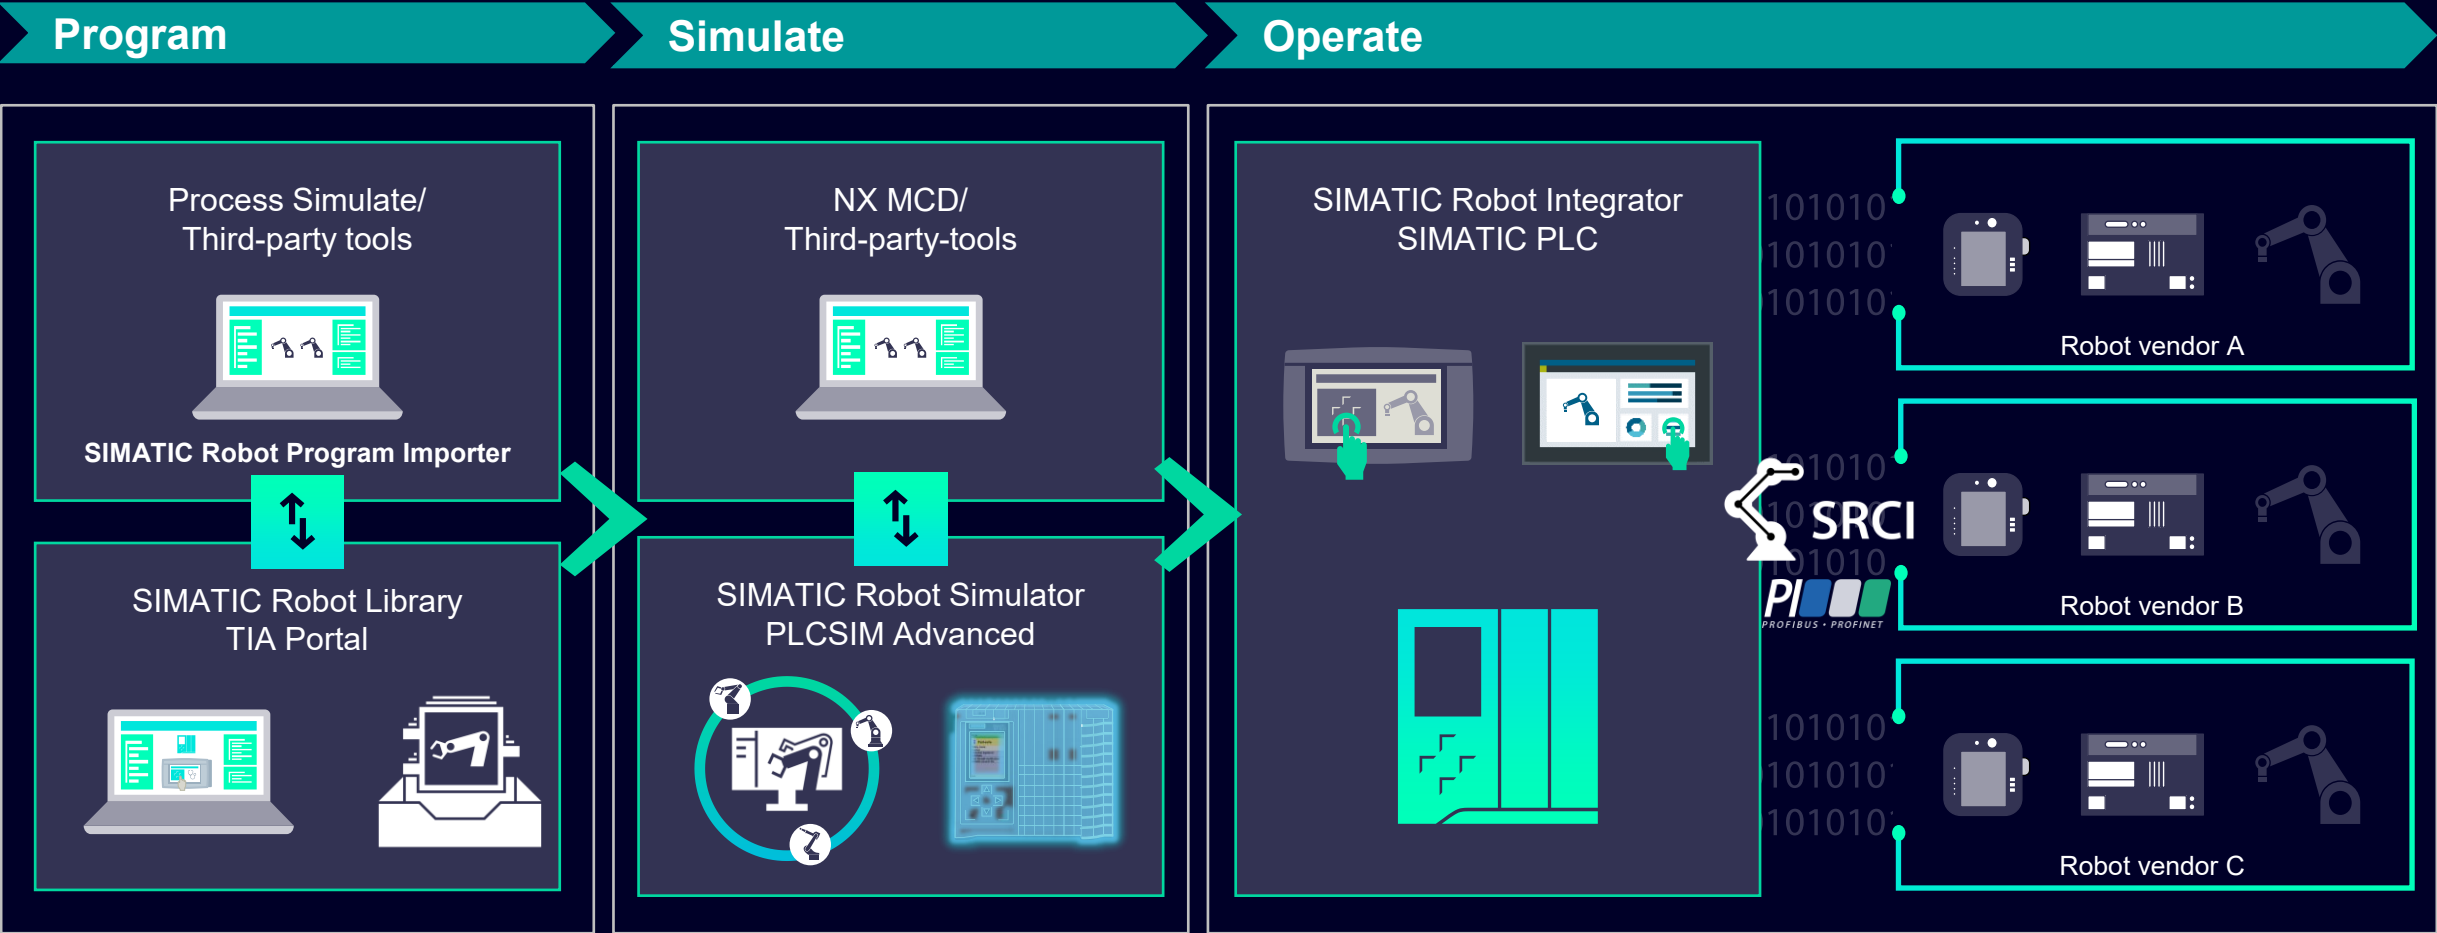 Program
Simulate
Operate
Process Simulate/
Third-party tools
SIMATIC Robot Program Importer
SIMATIC Robot Library
TIA Portal
NX MCD/
Third-party-tools
SIMATIC Robot Simulator
PLCSIM Advanced
SIMATIC Robot Integrator
SIMATIC PLC
101010
101010
101010
Robot vendor A
101010
SRCI
101010
PI
PROFIBUS • PROFINET
Robot vendor B
101010
101010
101010
Robot vendor C